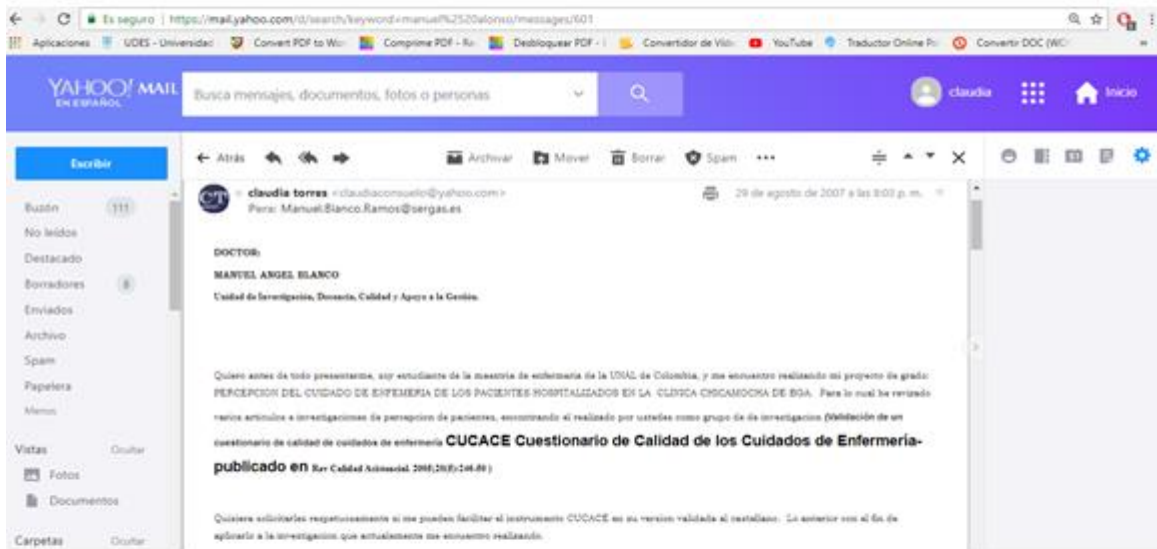 Es seguro | https://mail.yahoo.com/d/search/keyword=manuel%2520alonso/messages/601
Aplicaciones UDES - Universidad Convert PDF to Wor Comprime PDF - Desbloquear PDF - Convertidor de YouTube Traductor Online Convertir DOC
YAHOO! MAIL
EN ESPAÑOL
Busca mensajes, documentos, fotos o personas
claudia
Inicio
Escribir
Atrás Archivar Mover Borrar Spam
Buzón 111
No leídos
Destacado
Borradores 8
Enviados
Archivo
Spam
Papelera
Menos
Vistas Ocultar
Fotos
Documentos
Carpetas Ocultar
CT
claudia torres <claudiaconsuelo@yahoo.com>
29 de agosto de 2007 a las 8:03 p. m.
Para: Manuel.Blanco.Ramos@sergas.es
DOCTOR:
MANUEL ANGEL BLANCO
Unidad de Investigación, Docencia, Calidad y Apoyo a la Gestión.
Quiero antes de todo presentarme, soy estudiante de la maestria de enfermeria de la UNAL de Colombia, y me encuentro realizando mi proyecto de grado:
PERCEPCION DEL CUIDADO DE ENFEMERIA DE LOS PACIENTES HOSPITALIZADOS EN LA CLINICA CHICAMOCHA DE BGA. Para lo cual he revisado
varios articulos e investigaciones de percepcion de pacientes, encontrando el realizado por ustedes como grupo de de investigacion (Validación de un
cuestionario de calidad de cuidados de enfermería CUCACE Cuestionario de Calidad de los Cuidados de Enfermería-
publicado en Rev Calidad Asistencial.
Quisiera solicitarles respetuosamente si me pueden facilitar el instrumento CUCACE en su version validada al castellano. Lo anterior con el fin de
aplicarlo a la investigacion que actualmente me encuentro realizando.